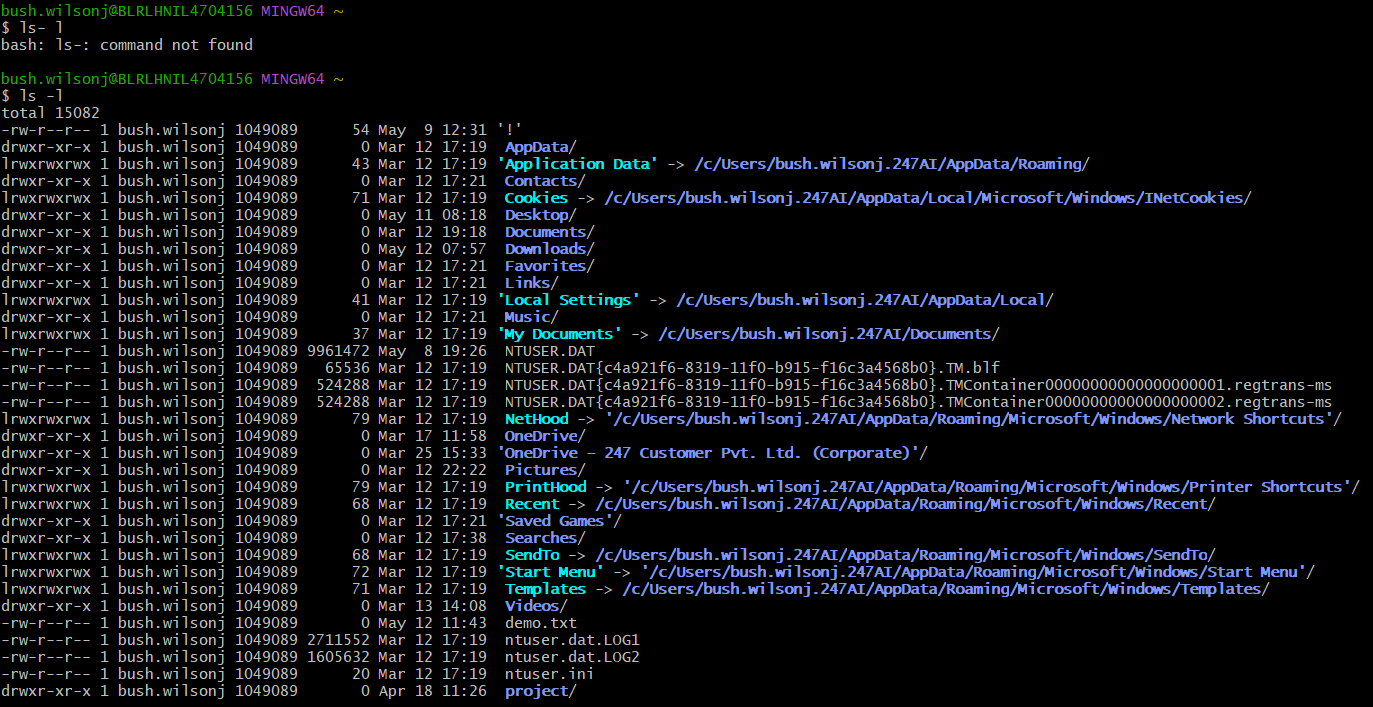 bush.wilsonj@BLRLHNIL4704156 MINGW64 ~
$ ls- l
bash: ls-: command not found
bush.wilsonj@BLRLHNIL4704156 MINGW64 ~
$ ls -l
total 15082
-rw-r--r-- 1 bush.wilsonj 1049089      54 May  9 12:31 '!'
drwxr-xr-x 1 bush.wilsonj 1049089       0 Mar 12 17:19  AppData/
lrwxrwxrwx 1 bush.wilsonj 1049089      43 Mar 12 17:19 'Application Data' -> /c/Users/bush.wilsonj.247AI/AppData/Roaming/
drwxr-xr-x 1 bush.wilsonj 1049089       0 Mar 12 17:21  Contacts/
lrwxrwxrwx 1 bush.wilsonj 1049089      71 Mar 12 17:19  Cookies -> /c/Users/bush.wilsonj.247AI/AppData/Local/Microsoft/Windows/INetCookies/
drwxr-xr-x 1 bush.wilsonj 1049089       0 May 11 08:18  Desktop/
drwxr-xr-x 1 bush.wilsonj 1049089       0 Mar 12 19:18  Documents/
drwxr-xr-x 1 bush.wilsonj 1049089       0 May 12 07:57  Downloads/
drwxr-xr-x 1 bush.wilsonj 1049089       0 Mar 12 17:21  Favorites/
drwxr-xr-x 1 bush.wilsonj 1049089       0 Mar 12 17:21  Links/
lrwxrwxrwx 1 bush.wilsonj 1049089      41 Mar 12 17:19 'Local Settings' -> /c/Users/bush.wilsonj.247AI/AppData/Local/
drwxr-xr-x 1 bush.wilsonj 1049089       0 Mar 12 17:21  Music/
lrwxrwxrwx 1 bush.wilsonj 1049089      37 Mar 12 17:19 'My Documents' -> /c/Users/bush.wilsonj.247AI/Documents/
-rw-r--r-- 1 bush.wilsonj 1049089 9961472 May  8 19:26  NTUSER.DAT
-rw-r--r-- 1 bush.wilsonj 1049089   65536 Mar 12 17:19  NTUSER.DAT{c4a921f6-8319-11f0-b915-f16c3a4568b0}.TM.blf
-rw-r--r-- 1 bush.wilsonj 1049089  524288 Mar 12 17:19  NTUSER.DAT{c4a921f6-8319-11f0-b915-f16c3a4568b0}.TMContainer00000000000000000001.regtrans-ms
-rw-r--r-- 1 bush.wilsonj 1049089  524288 Mar 12 17:19  NTUSER.DAT{c4a921f6-8319-11f0-b915-f16c3a4568b0}.TMContainer00000000000000000002.regtrans-ms
lrwxrwxrwx 1 bush.wilsonj 1049089      79 Mar 12 17:19  NetHood -> '/c/Users/bush.wilsonj.247AI/AppData/Roaming/Microsoft/Windows/Network Shortcuts'/
drwxr-xr-x 1 bush.wilsonj 1049089       0 Mar 17 11:58  OneDrive/
drwxr-xr-x 1 bush.wilsonj 1049089       0 Mar 25 15:33 'OneDrive - 247 Customer Pvt. Ltd. (Corporate)'/
drwxr-xr-x 1 bush.wilsonj 1049089       0 Mar 12 22:22  Pictures/
lrwxrwxrwx 1 bush.wilsonj 1049089      79 Mar 12 17:19  PrintHood -> '/c/Users/bush.wilsonj.247AI/AppData/Roaming/Microsoft/Windows/Printer Shortcuts'/
lrwxrwxrwx 1 bush.wilsonj 1049089      68 Mar 12 17:19  Recent -> /c/Users/bush.wilsonj.247AI/AppData/Roaming/Microsoft/Windows/Recent/
drwxr-xr-x 1 bush.wilsonj 1049089       0 Mar 12 17:21 'Saved Games'/
drwxr-xr-x 1 bush.wilsonj 1049089       0 Mar 12 17:38  Searches/
lrwxrwxrwx 1 bush.wilsonj 1049089      68 Mar 12 17:19  SendTo -> /c/Users/bush.wilsonj.247AI/AppData/Roaming/Microsoft/Windows/SendTo/
lrwxrwxrwx 1 bush.wilsonj 1049089      72 Mar 12 17:19 'Start Menu' -> '/c/Users/bush.wilsonj.247AI/AppData/Roaming/Microsoft/Windows/Start Menu'/
lrwxrwxrwx 1 bush.wilsonj 1049089      71 Mar 12 17:19  Templates -> /c/Users/bush.wilsonj.247AI/AppData/Roaming/Microsoft/Windows/Templates/
drwxr-xr-x 1 bush.wilsonj 1049089       0 Mar 13 14:08  Videos/
-rw-r--r-- 1 bush.wilsonj 1049089       0 May 12 11:43  demo.txt
-rw-r--r-- 1 bush.wilsonj 1049089 2711552 Mar 12 17:19  ntuser.dat.LOG1
-rw-r--r-- 1 bush.wilsonj 1049089 1605632 Mar 12 17:19  ntuser.dat.LOG2
-rw-r--r-- 1 bush.wilsonj 1049089      20 Mar 12 17:19  ntuser.ini
drwxr-xr-x 1 bush.wilsonj 1049089       0 Apr 18 11:26  project/